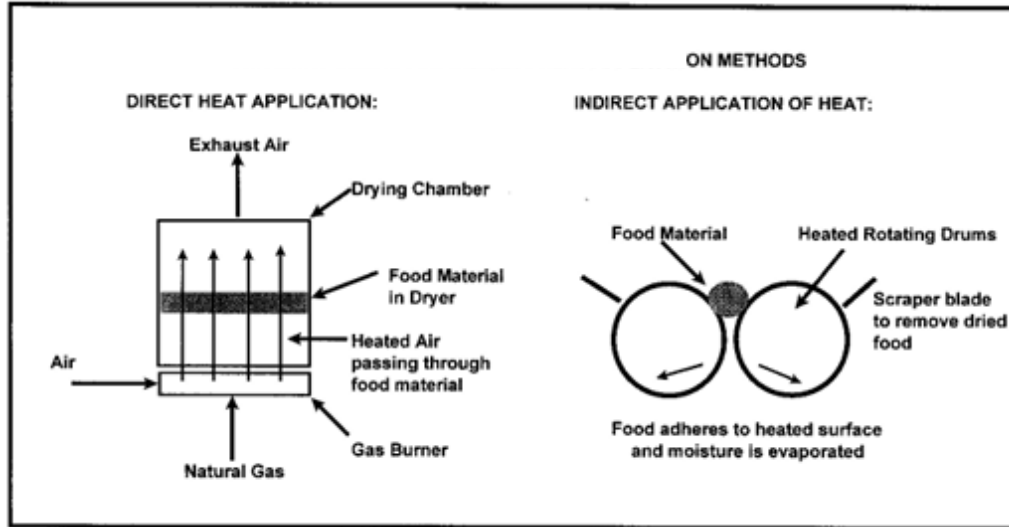 ON METHODS
DIRECT HEAT APPLICATION:
Exhaust Air
Drying Chamber
Food Material
in Dryer
Heated Air
passing through
food material
Air
Gas Burner
Natural Gas
INDIRECT APPLICATION OF HEAT:
Food Material
Heated Rotating Drums
Scraper blade
to remove dried
food
Food adheres to heated surface
and moisture is evaporated